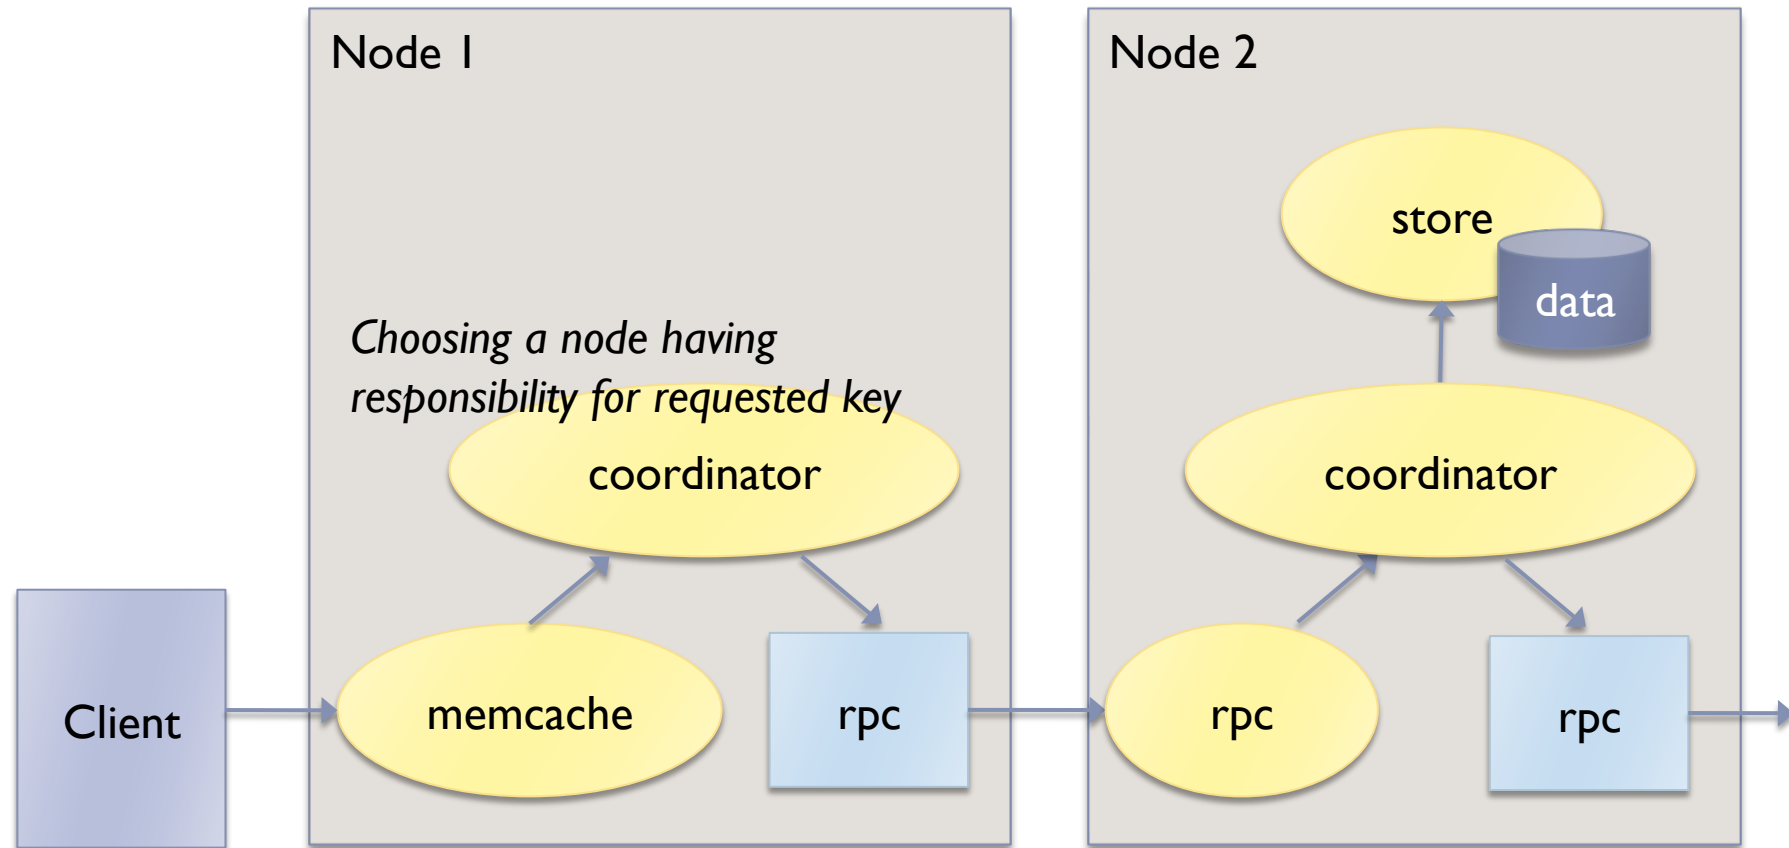 Node 1
Node 2
store
data
Choosing a node having
responsibility for requested key
coordinator
coordinator
Client
memcache
rpc
rpc
rpc